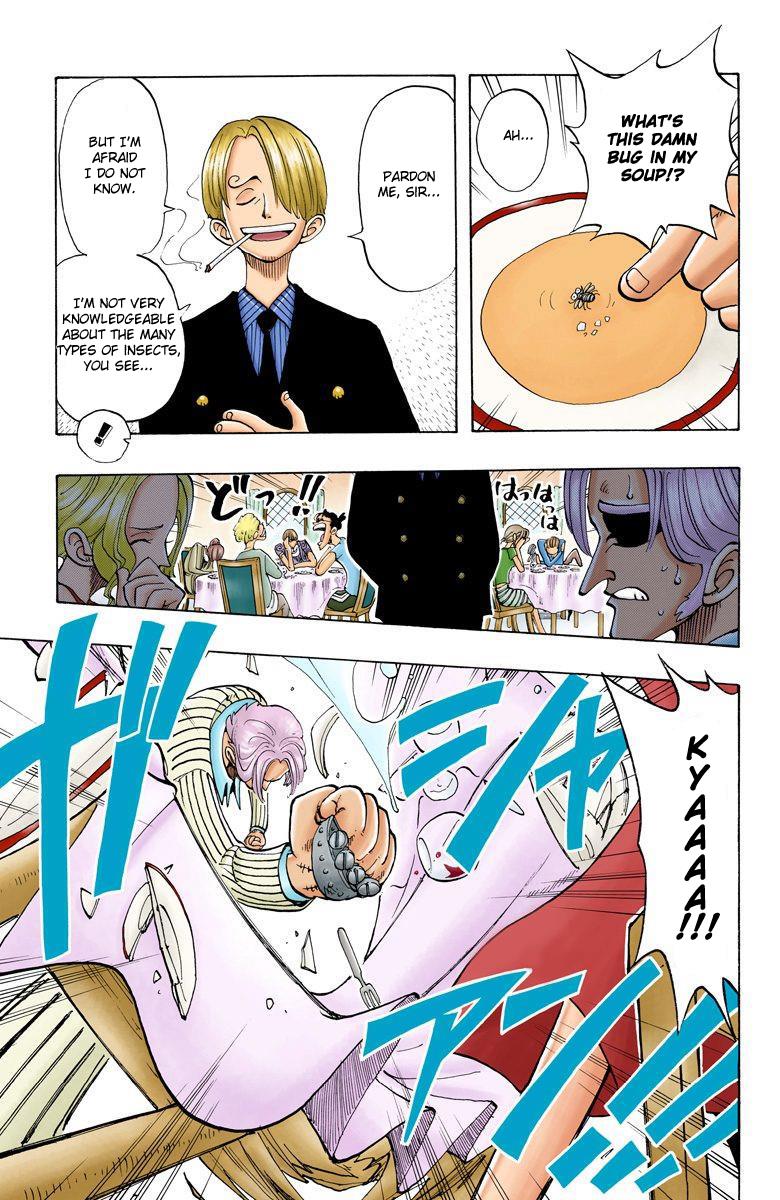 WHAT'S
THIS DAMN
BUG IN MY
SOUP!?
AH...
PARDON
ME, SIR...
BUT I'M
AFRAID
I DO NOT
KNOW.
I'M NOT VERY
KNOWLEDGEABLE
ABOUT THE MANY
TYPES OF INSECTS,
YOU SEE...
!
はっはっは
どっ!!
KYAAAA!!!
ガシャアン!!!